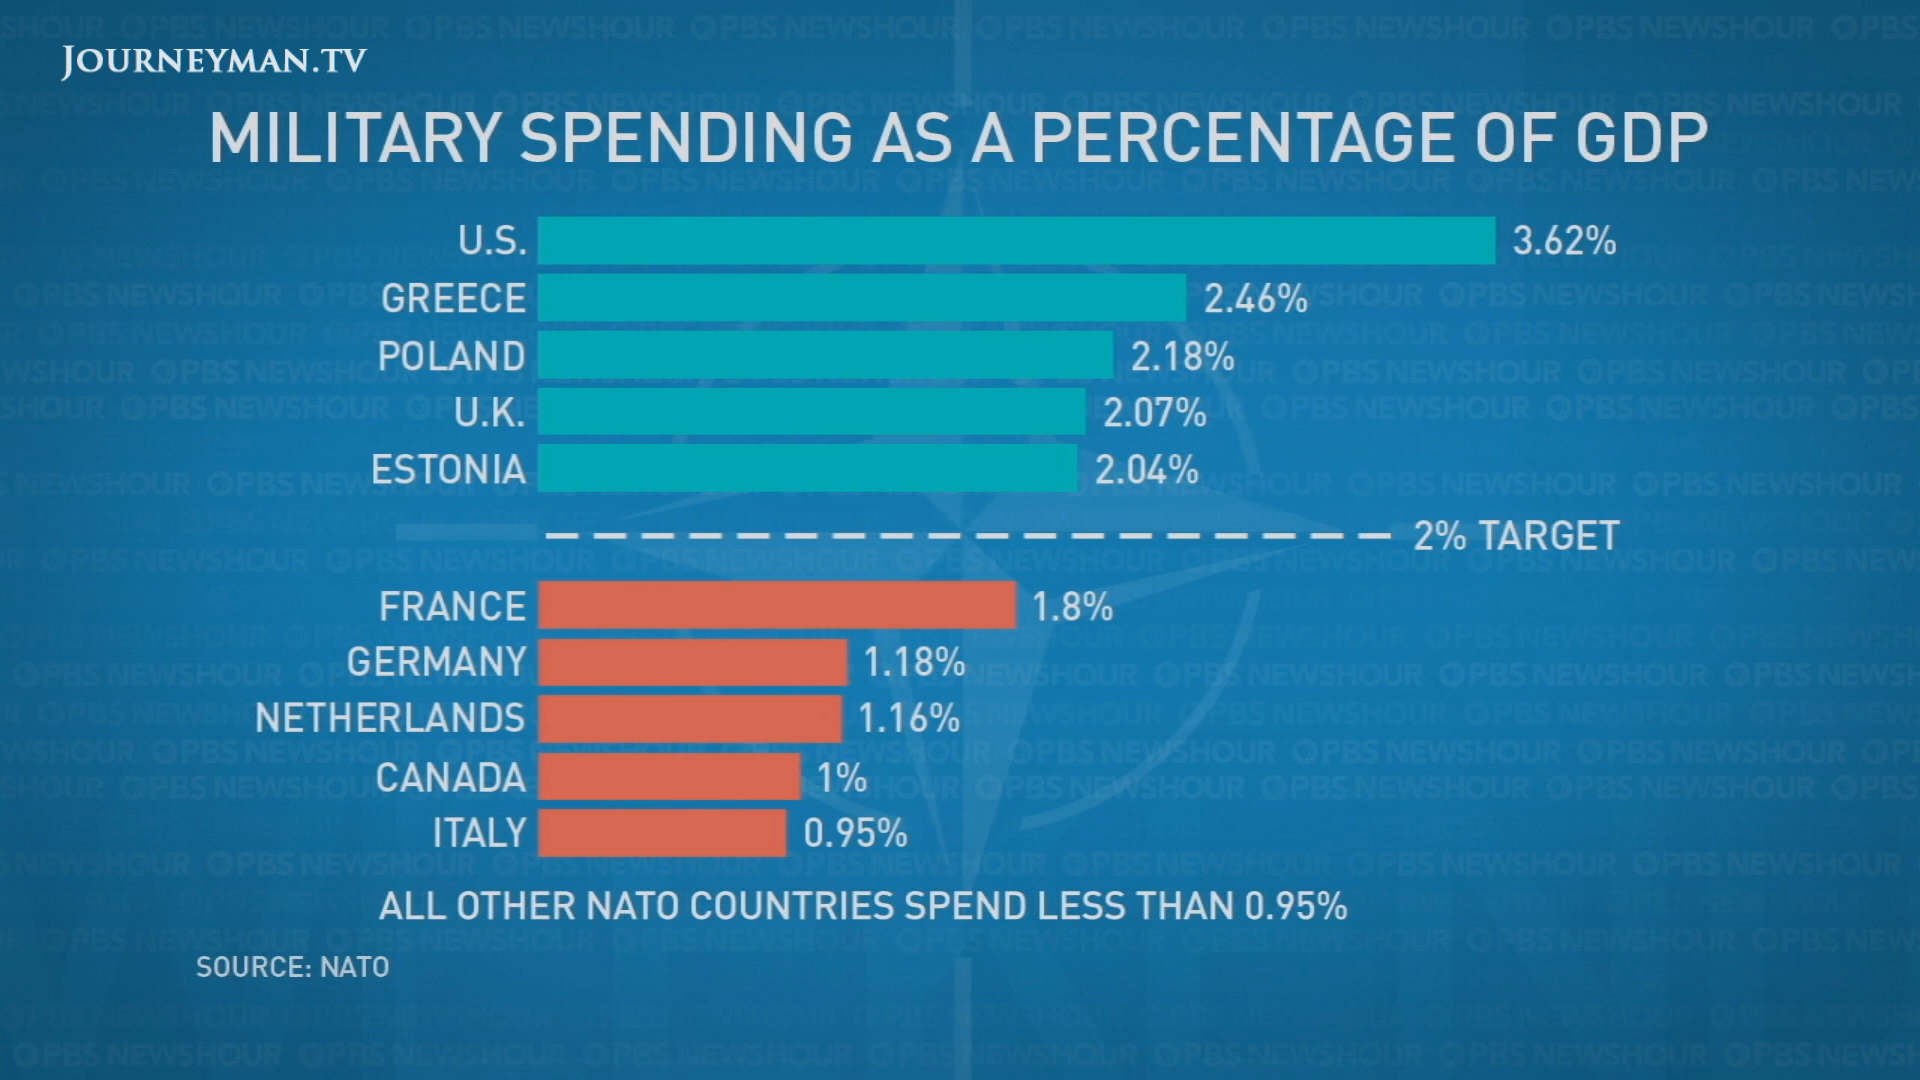 JOURNEYMAN.TV
MILITARY SPENDING AS A PERCENTAGE OF GDP
U.S. 3.62%
GREECE 2.46%
POLAND 2.18%
U.K. 2.07%
ESTONIA 2.04%
2% TARGET
FRANCE 1.8%
GERMANY 1.18%
NETHERLANDS 1.16%
CANADA 1%
ITALY 0.95%
ALL OTHER NATO COUNTRIES SPEND LESS THAN 0.95%
SOURCE: NATO